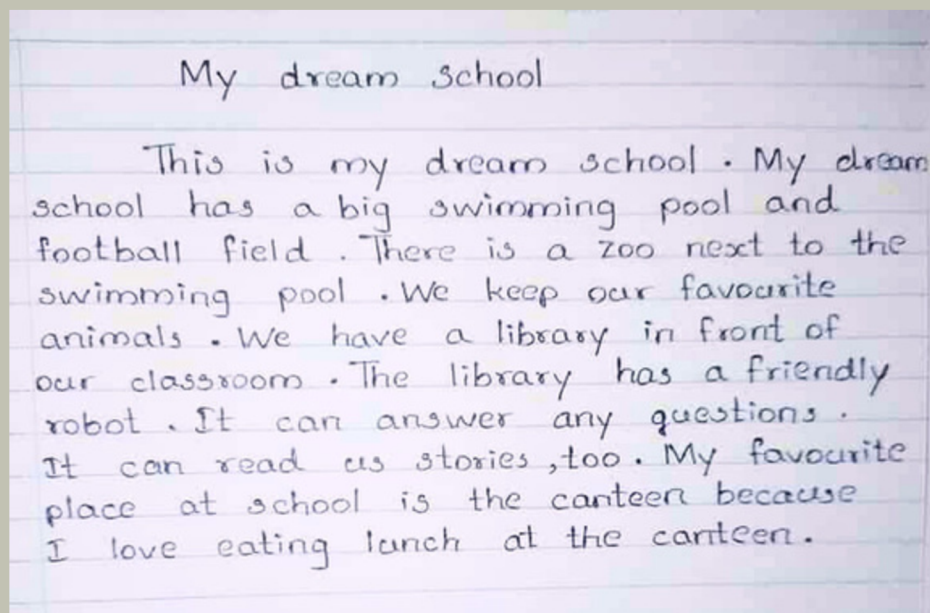 My dream school
This is my dream school. My dream
school has a big swimming pool and
football field. There is a zoo next to the
swimming pool. We keep our favourite
animals. We have a library in front of
our classroom. The library has a friendly
robot. It can answer any questions.
It can read us stories, too. My favourite
place at school is the canteen because
I love eating lunch at the canteen.